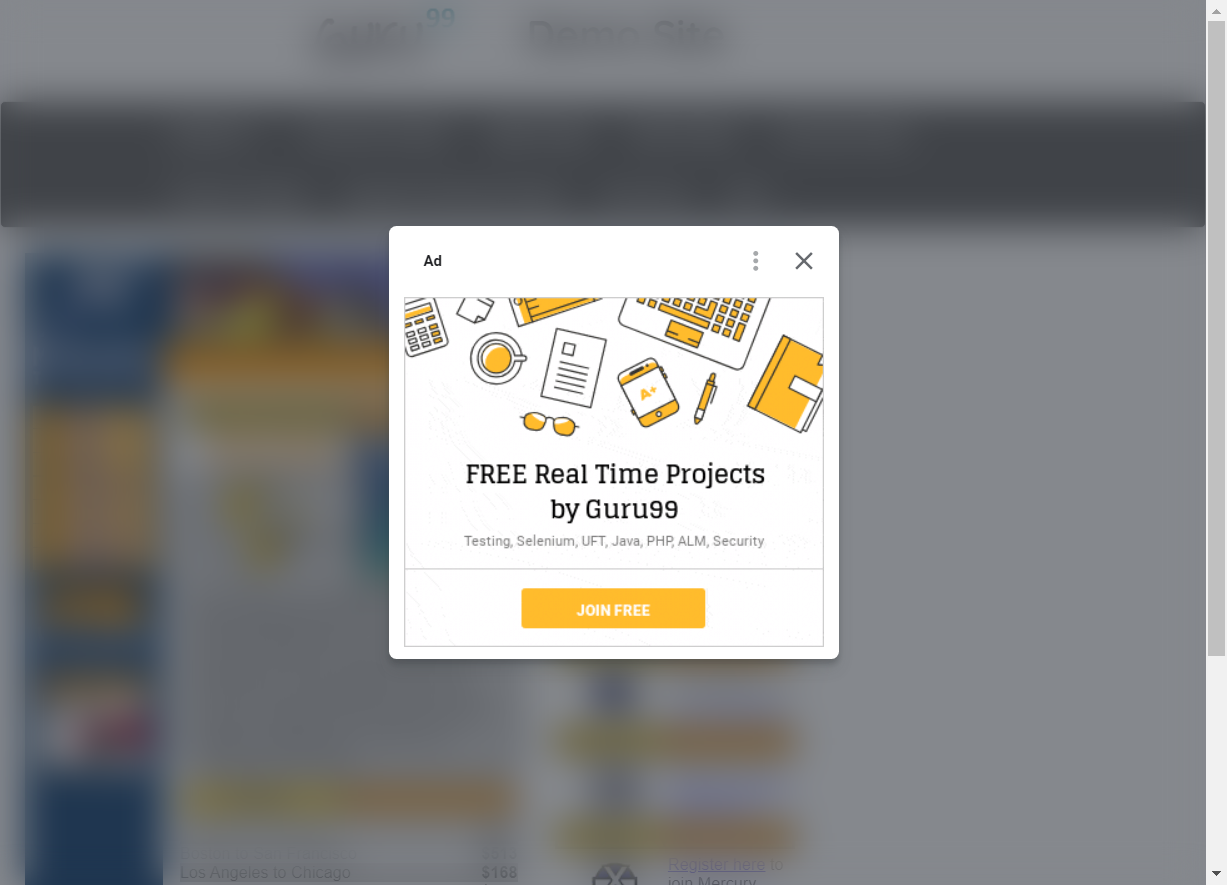 99
Demo Site
Ad
A+
FREE Real Time Projects
by Guru99
Testing, Selenium, UFT, Java, PHP, ALM, Security
JOIN FREE
Los Angeles to Chicago $168
Register here to
join Mercury